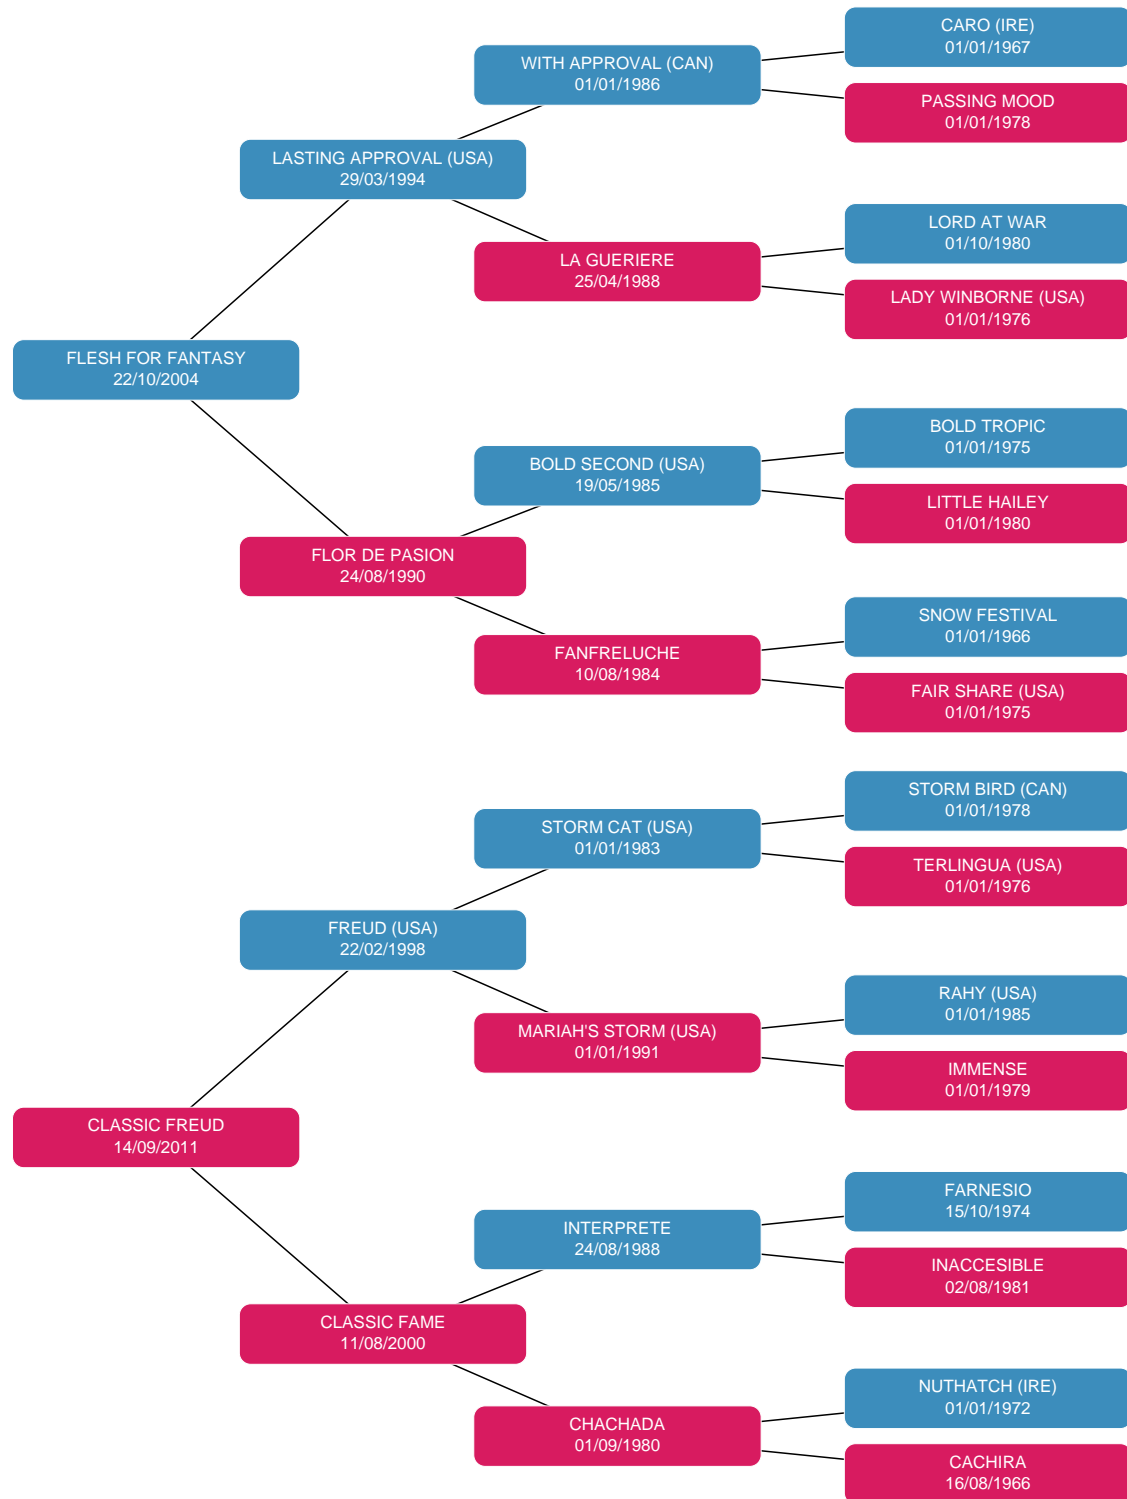 CARO (IRE)
01/01/1967
WITH APPROVAL (CAN)
01/01/1986
PASSING MOOD
01/01/1978
LASTING APPROVAL (USA)
29/03/1994
LORD AT WAR
01/10/1980
LA GUERIERE
25/04/1988
LADY WINBORNE (USA)
01/01/1976
FLESH FOR FANTASY
22/10/2004
BOLD TROPIC
01/01/1975
BOLD SECOND (USA)
19/05/1985
LITTLE HAILEY
01/01/1980
FLOR DE PASION
24/08/1990
SNOW FESTIVAL
01/01/1966
FANFRELUCHE
10/08/1984
FAIR SHARE (USA)
01/01/1975
STORM BIRD (CAN)
01/01/1978
STORM CAT (USA)
01/01/1983
TERLINGUA (USA)
01/01/1976
FREUD (USA)
22/02/1998
RAHY (USA)
01/01/1985
MARIAH'S STORM (USA)
01/01/1991
IMMENSE
01/01/1979
CLASSIC FREUD
14/09/2011
FARNESIO
15/10/1974
INTERPRETE
24/08/1988
INACCESIBLE
02/08/1981
CLASSIC FAME
11/08/2000
NUTHATCH (IRE)
01/01/1972
CHACHADA
01/09/1980
CACHIRA
16/08/1966